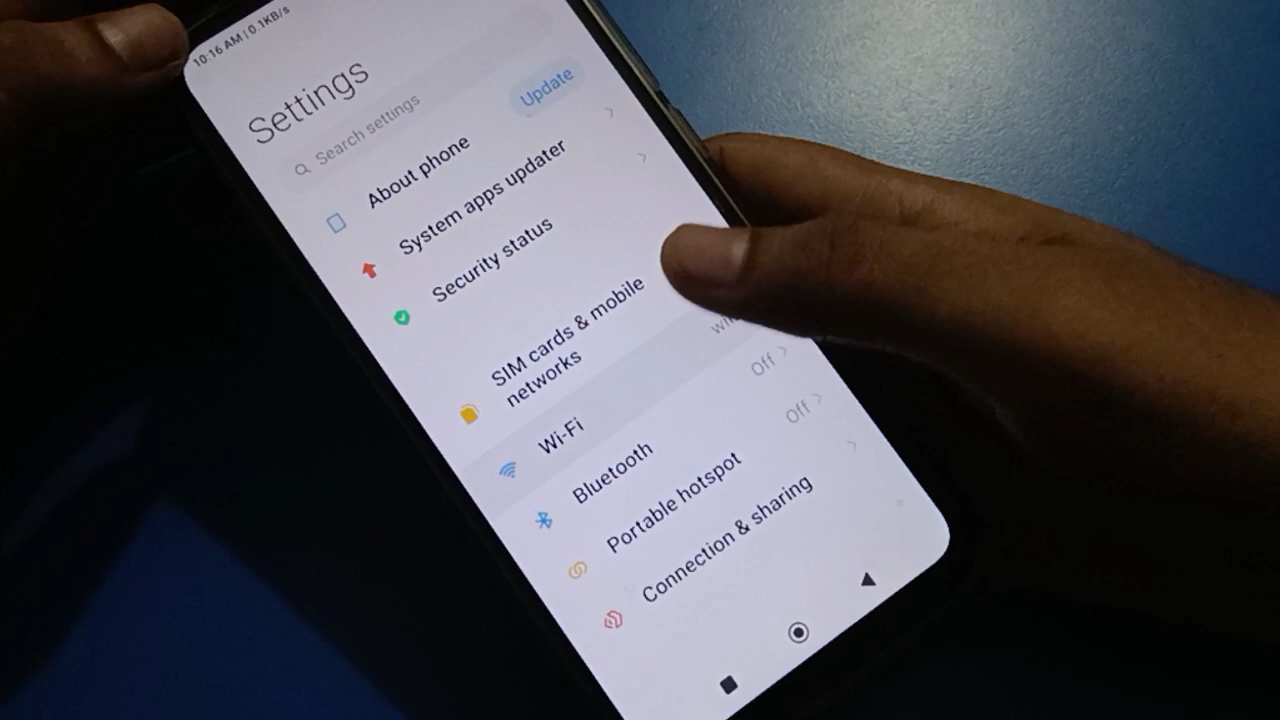 10:16 AM | 0.1KB/s
Settings
Search settings
About phone
Update
System apps updater
Security status
SIM cards & mobile
networks
Wi-Fi
Bluetooth
Off
Portable hotspot
Off
Connection & sharing